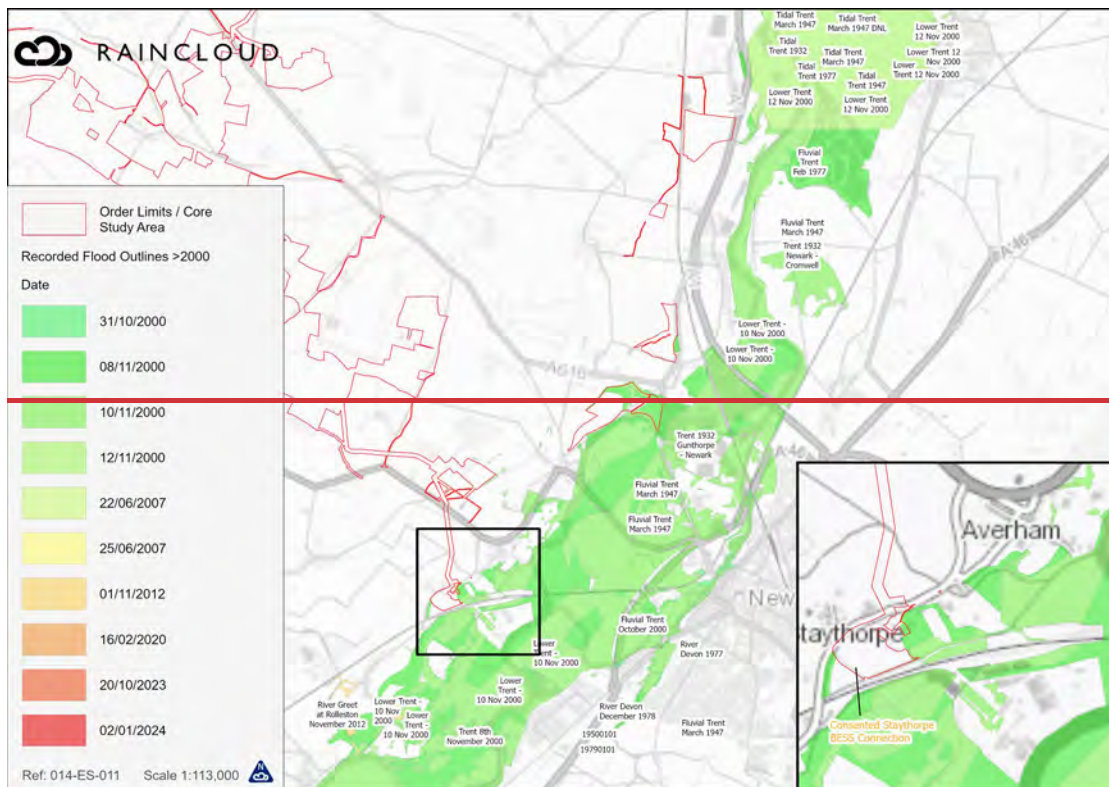 RAINCLOUD
Order Limits / Core
Study Area
Recorded Flood Outlines >2000
Date
31/10/2000
08/11/2000
10/11/2000
12/11/2000
22/06/2007
25/06/2007
01/11/2012
16/02/2020
20/10/2023
02/01/2024
Ref: 014-ES-011
Scale 1:113,000
N
Tidal Trent
March 1947
Tidal Trent
March 1947 DNL
Lower Trent
12 Nov 2000
Tidal
Trent 1932
Tidal Trent
March 1947
Lower Trent 12
Nov 2000
Tidal
Trent 1977
Tidal
Trent 1947
Lower
Trent 12 Nov 2000
Lower Trent
12 Nov 2000
Lower Trent
12 Nov 2000
Fluvial
Trent
Feb 1977
Fluvial Trent
March 1947
Trent 1932
Newark -
Cromwell
A46
Lower Trent -
10 Nov 2000
Lower Trent -
10 Nov 2000
A616
Trent 1932
Gunthorpe
- Newark
A46
Fluvial Trent
March 1947
Fluvial Trent
March 1947
New
Fluvial Trent
October 2000
Lower
Trent -
10 Nov 2000
River
Devon 1977
Lower
Trent -
10 Nov 2000
River Greet
at Rolleston
November 2012
Lower Trent -
10 Nov
2000
Lower
Trent -
10 Nov 2000
Trent 8th
November 2000
River Devon
December 1978
19500101
19790101
Fluvial Trent
March 1947
Averham
Staythorpe
Consented Staythorpe
BESS Connection